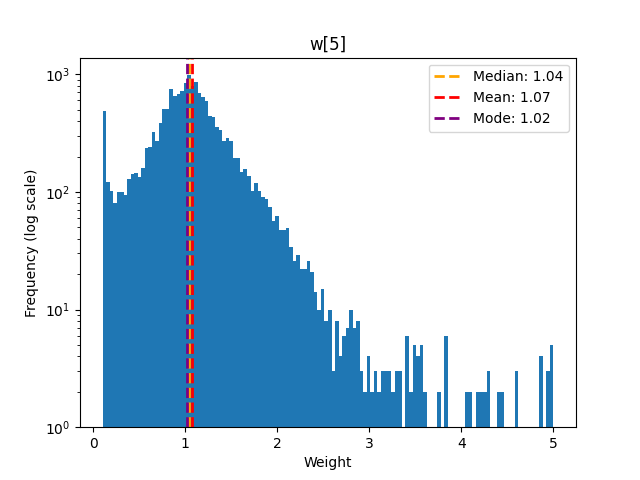 w[5]
Median: 1.04
Mean: 1.07
Mode: 1.02
Frequency (log scale)
10³
10²
10¹
10⁰
0 1 2 3 4 5
Weight